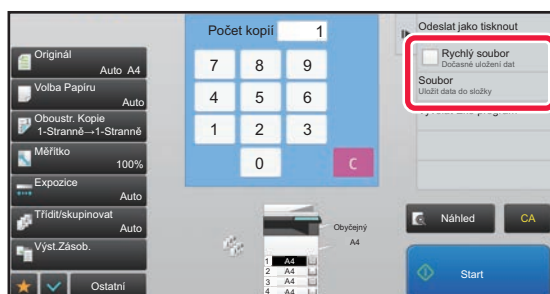 Originál
Auto A4
Volba Papíru
Auto
Oboustr. Kopie
1-Stranně→1-Stranně
Měřítko
100%
Expozice
Auto
Třídit/skupinovat
Auto
Výst.Zásob.
Ostatní
Počet kopií 1
7 8 9
4 5 6
1 2 3
0 C
Obyčejný
A4
1 A4
2 A4
3 A4
4 A4
Odeslat jako tisknout
Rychlý soubor
Dočasné uložení dat
Soubor
Uložit data do složky
Náhled CA
Start